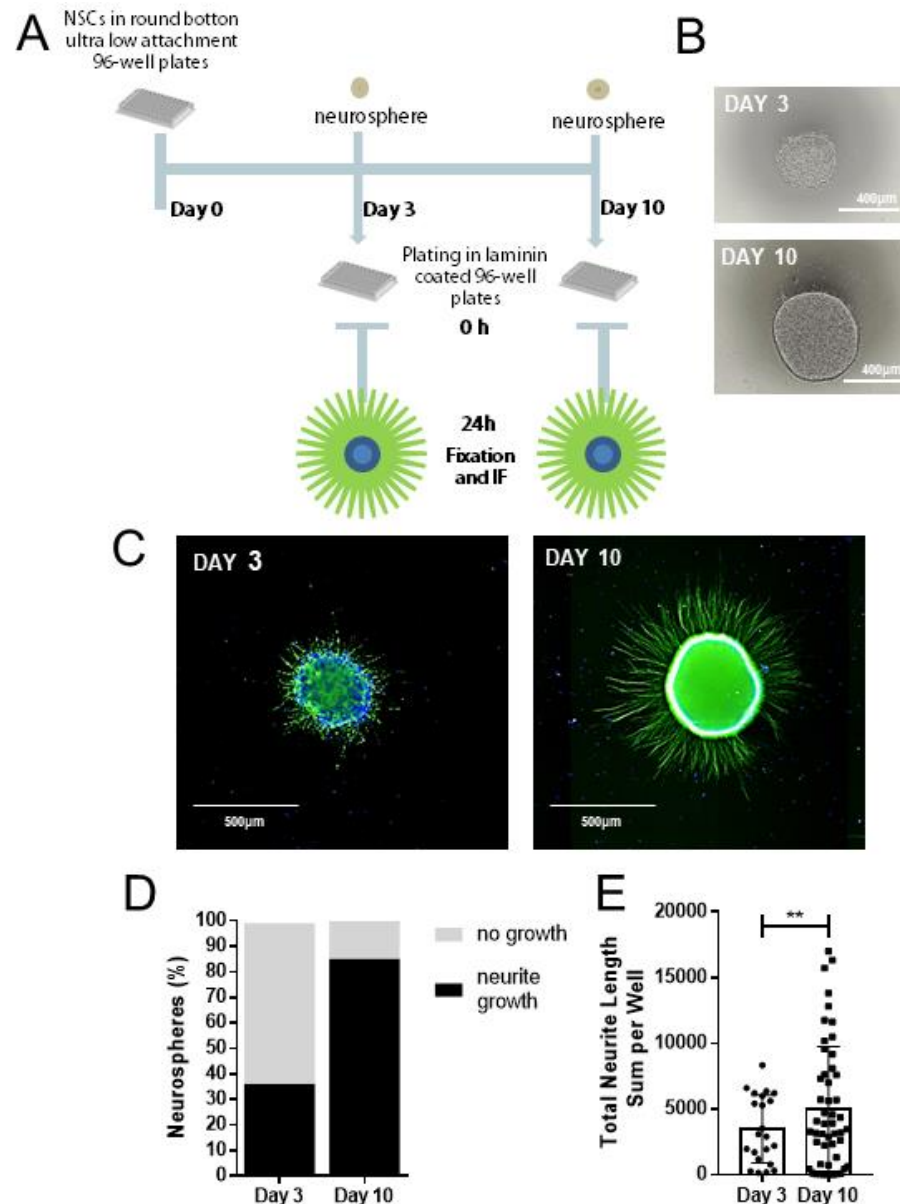 A
NSCs in round botton
ultra low attachment
96-well plates
neurosphere
neurosphere
Day 0
Day 3
Day 10
Plating in laminin
coated 96-well
plates
0 h
24h
Fixation
and IF
B
DAY 3
400µm
DAY 10
400µm
C
DAY 3
500µm
DAY 10
500µm
D
Neurospheres (%)
100
90
80
70
60
50
40
30
20
10
0
Day 3
Day 10
no growth
neurite
growth
E
Total Neurite Length
Sum per Well
20000
15000
10000
5000
0
**
Day 3
Day 10